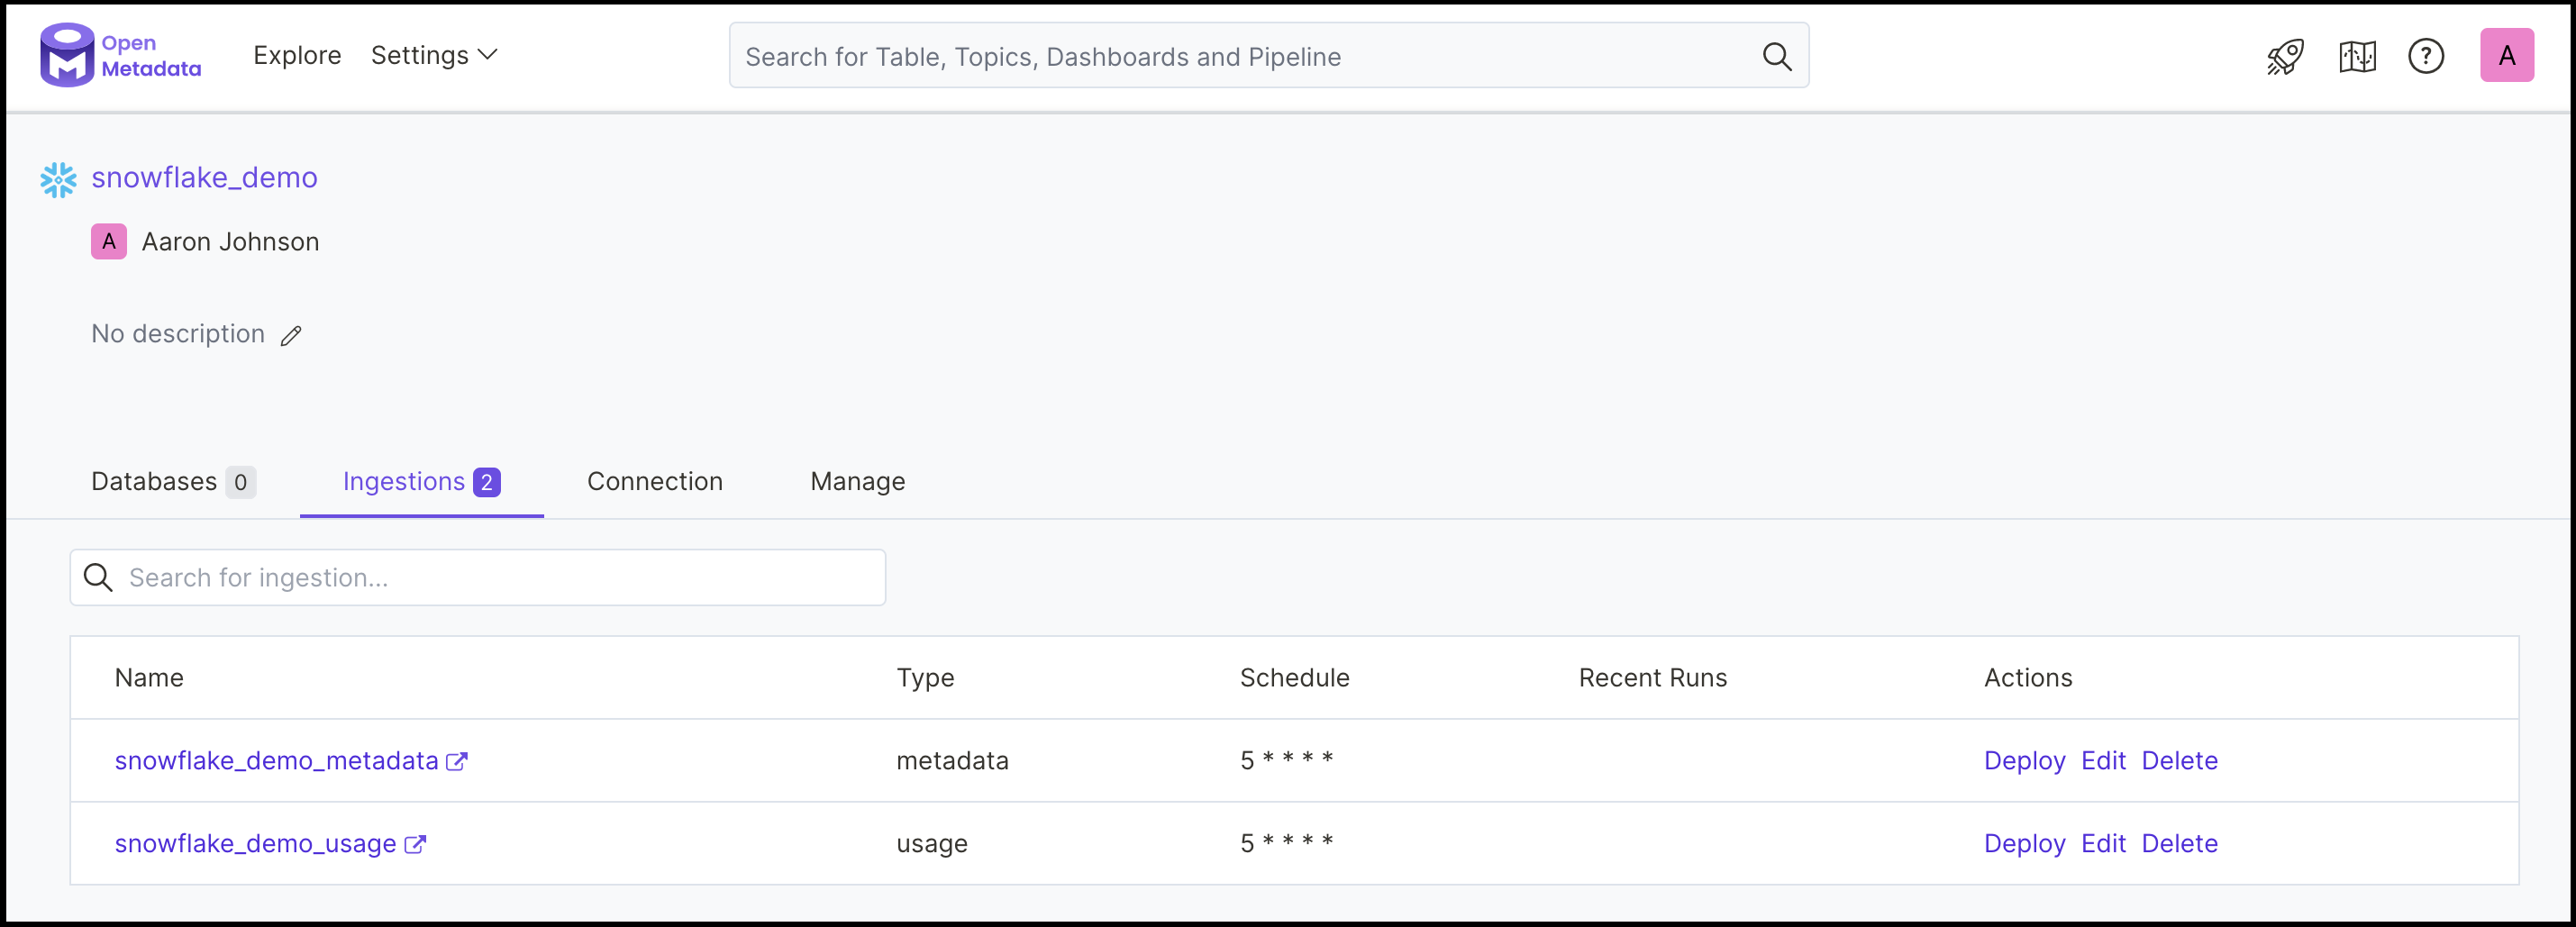 Open
Metadata
Explore Settings
Search for Table, Topics, Dashboards and Pipeline
?
A
snowflake_demo
A Aaron Johnson
No description
Databases 0 Ingestions 2 Connection Manage
Search for ingestion...
Name Type Schedule Recent Runs Actions
snowflake_demo_metadata metadata 5 * * * * Deploy Edit Delete
snowflake_demo_usage usage 5 * * * * Deploy Edit Delete